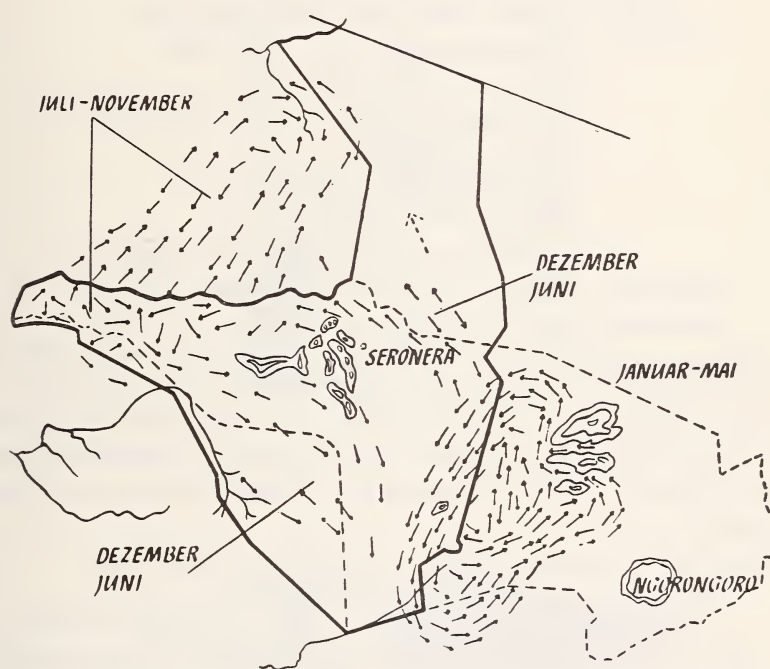 JULI-NOVEMBER
DEZEMBER
JUNI
SERONERA
JANUAR-MAI
DEZEMBER
JUNI
NGORONGORO